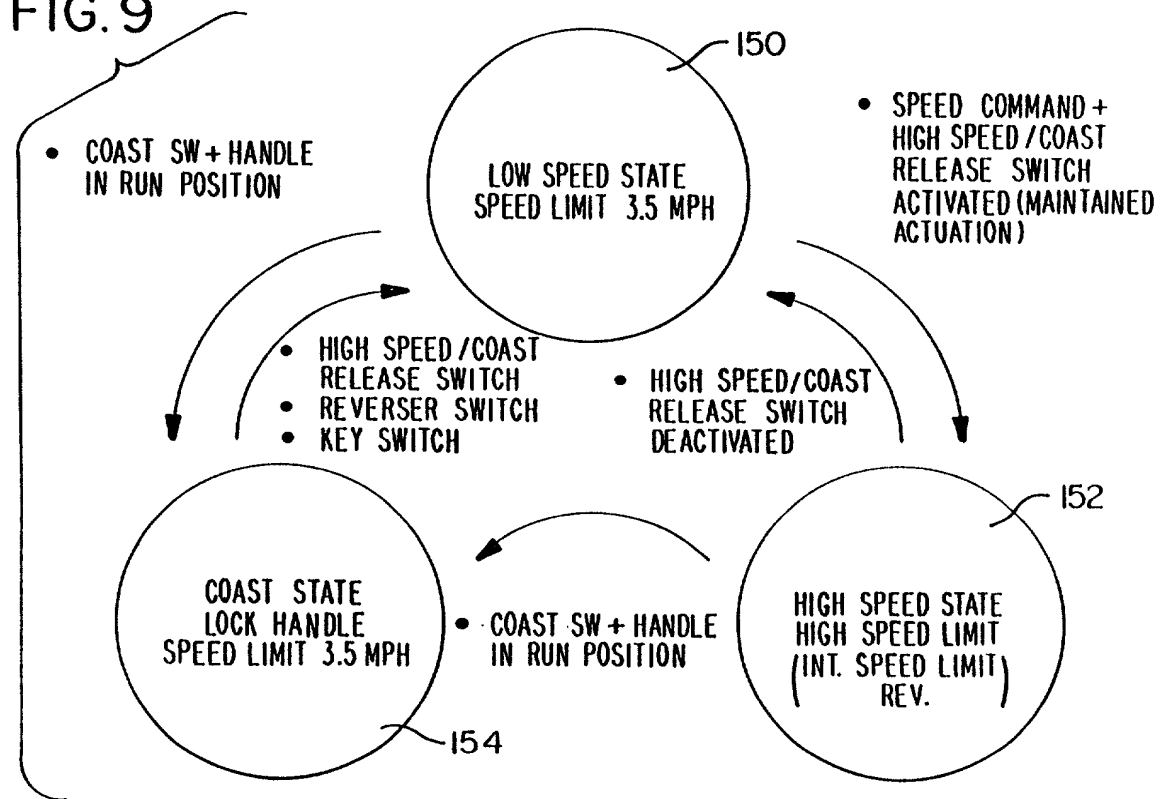 FIG. 9
150
• COAST SW + HANDLE
IN RUN POSITION
LOW SPEED STATE
SPEED LIMIT 3.5 MPH
• SPEED COMMAND +
HIGH SPEED / COAST
RELEASE SWITCH
ACTIVATED (MAINTAINED
ACTUATION)
• HIGH SPEED / COAST
RELEASE SWITCH
• REVERSER SWITCH
• KEY SWITCH
• HIGH SPEED/COAST
RELEASE SWITCH
DEACTIVATED
152
COAST STATE
LOCK HANDLE
SPEED LIMIT 3.5 MPH
• COAST SW + HANDLE
IN RUN POSITION
HIGH SPEED STATE
HIGH SPEED LIMIT
(INT. SPEED LIMIT)
REV.
154